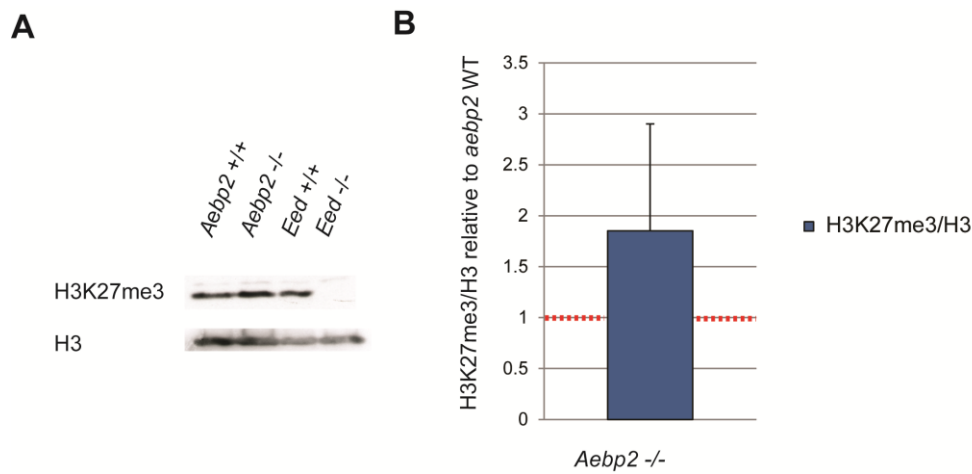 A
Aebp2 +/+
Aebp2 -/-
Eed +/+
Eed -/-
H3K27me3
H3
B
H3K27me3/H3 relative to aebp2 WT
3.5
3
2.5
2
1.5
1
0.5
0
Aebp2 -/-
H3K27me3/H3